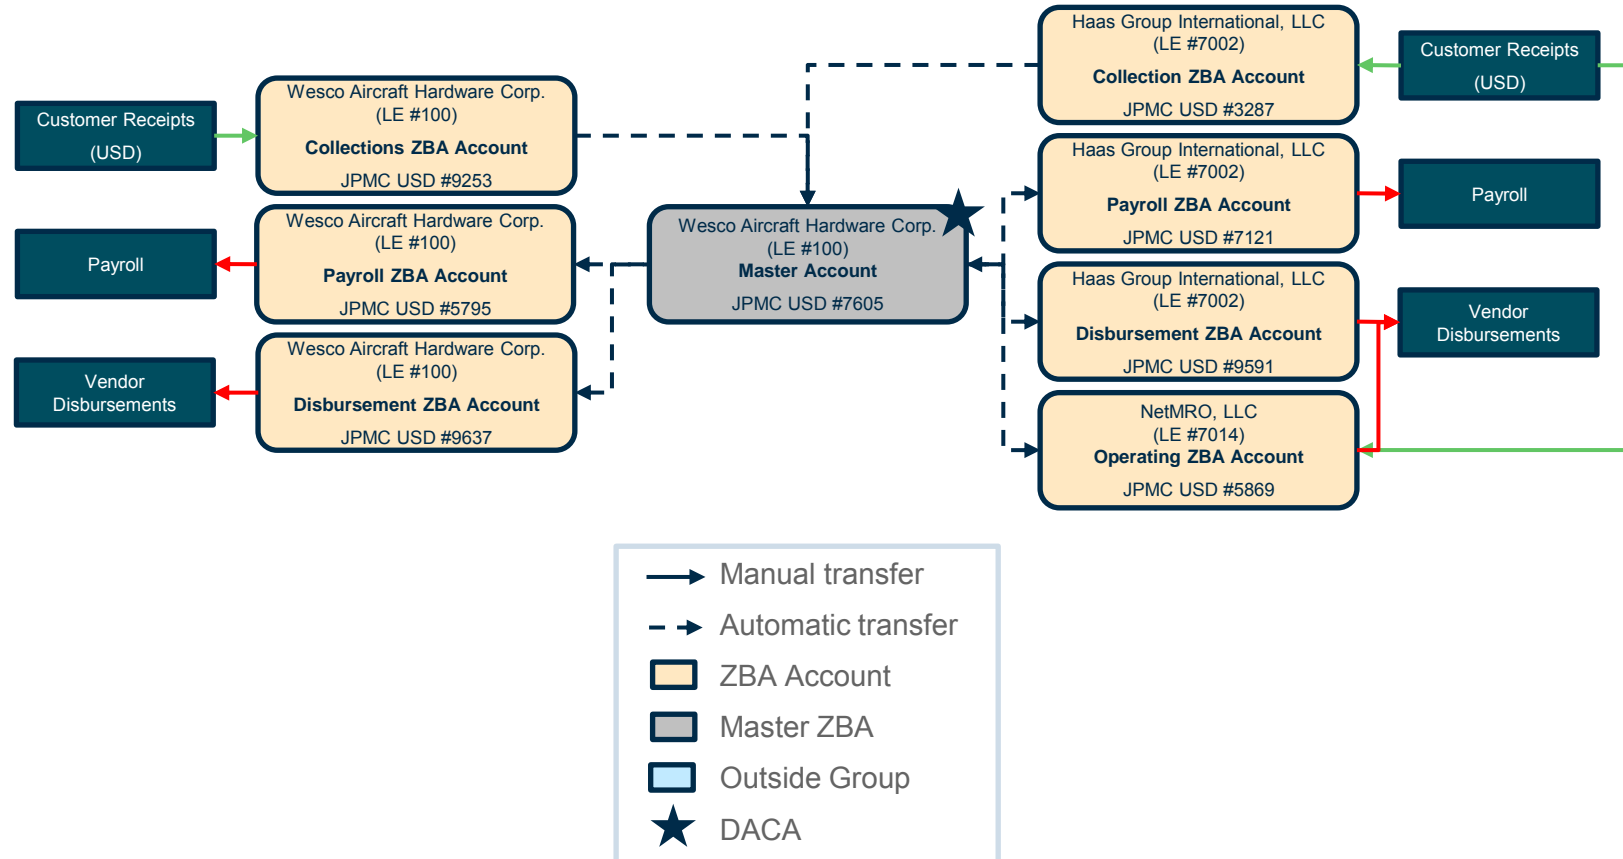 Customer Receipts
(USD)
Wesco Aircraft Hardware Corp.
(LE #100)
Collections ZBA Account
JPMC USD #9253
Payroll
Wesco Aircraft Hardware Corp.
(LE #100)
Payroll ZBA Account
JPMC USD #5795
Vendor
Disbursements
Wesco Aircraft Hardware Corp.
(LE #100)
Disbursement ZBA Account
JPMC USD #9637
Wesco Aircraft Hardware Corp.
(LE #100)
Master Account
JPMC USD #7605
Haas Group International, LLC
(LE #7002)
Collection ZBA Account
JPMC USD #3287
Customer Receipts
(USD)
Haas Group International, LLC
(LE #7002)
Payroll ZBA Account
JPMC USD #7121
Payroll
Haas Group International, LLC
(LE #7002)
Disbursement ZBA Account
JPMC USD #9591
Vendor
Disbursements
NetMRO, LLC
(LE #7014)
Operating ZBA Account
JPMC USD #5869
Manual transfer
Automatic transfer
ZBA Account
Master ZBA
Outside Group
DACA